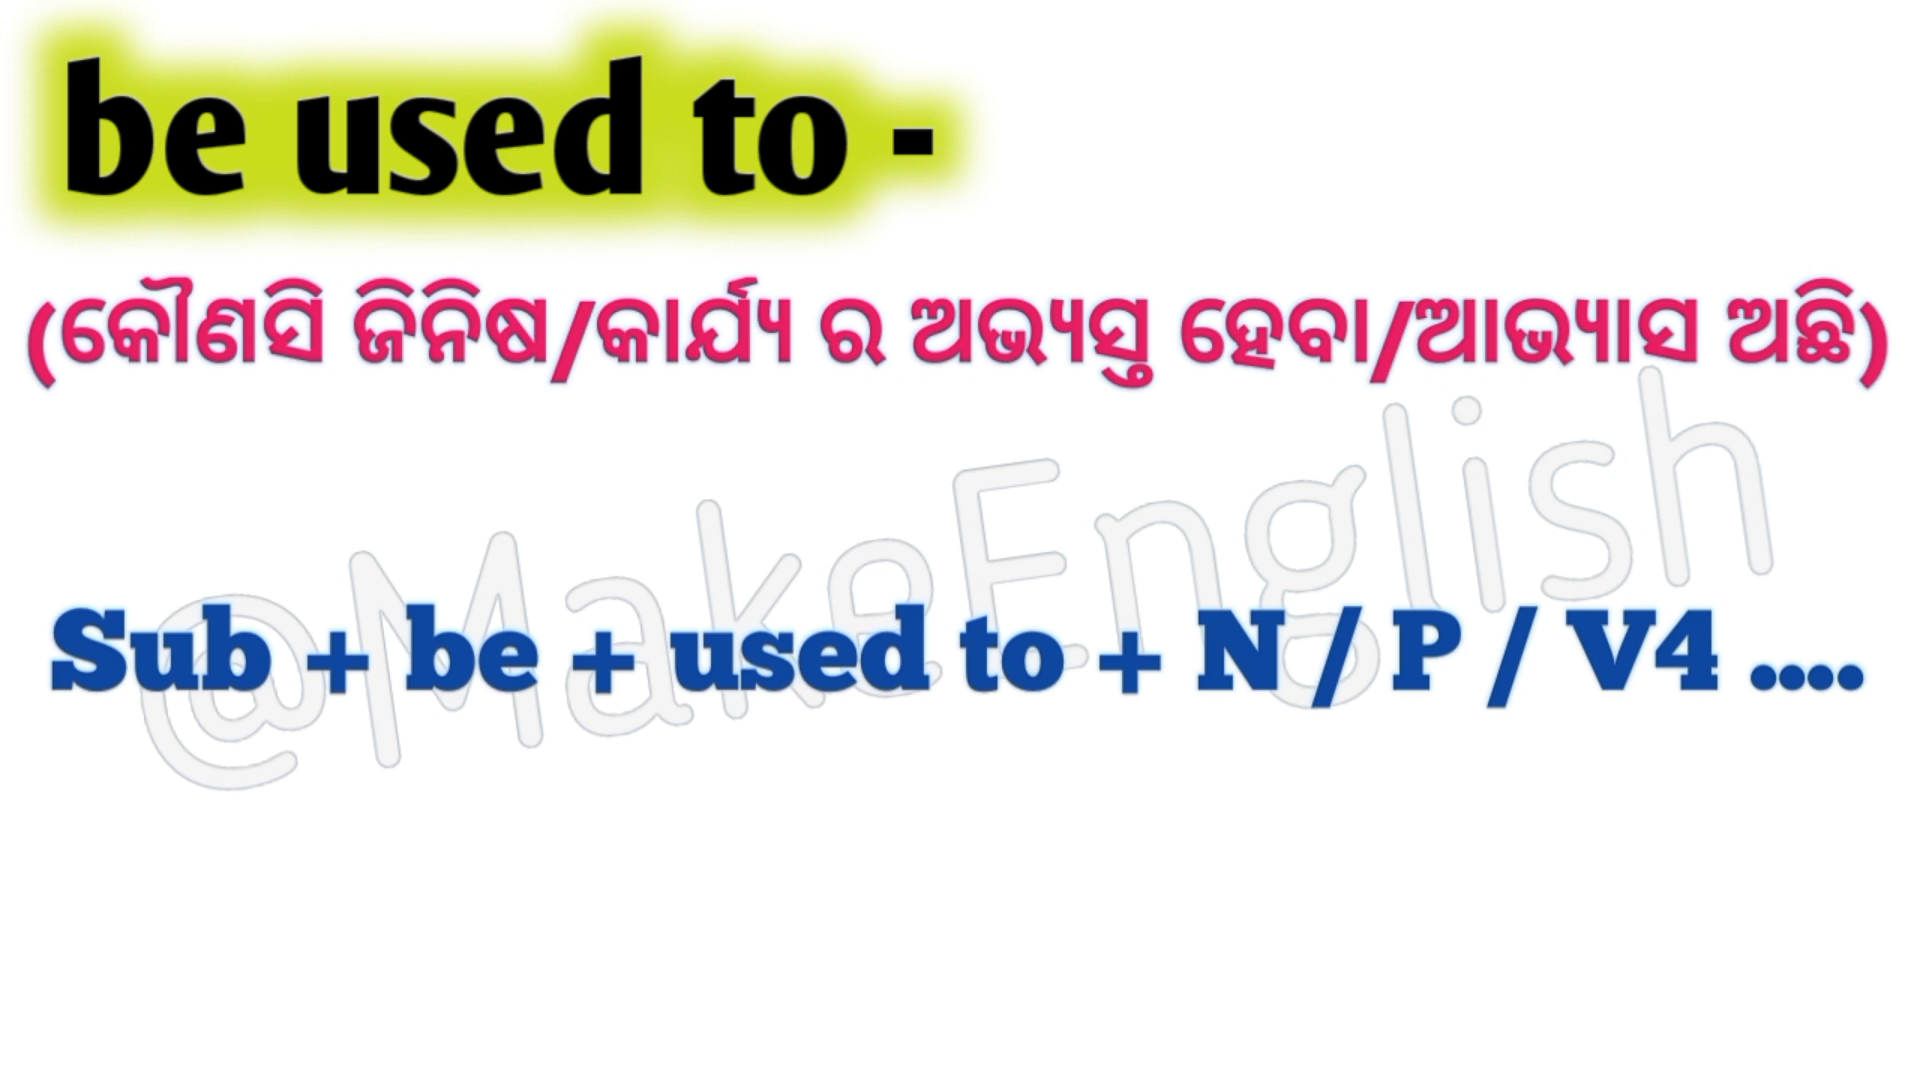 be used to -
(କୌଣସି ଜିନିଷ/କାର୍ଯ୍ୟ ର ଅଭ୍ୟସ୍ତ ହେବା/ଆଭ୍ୟାସ ଅଛି)
@MakeEnglish
Sub + be + used to + N / P / V4 ....